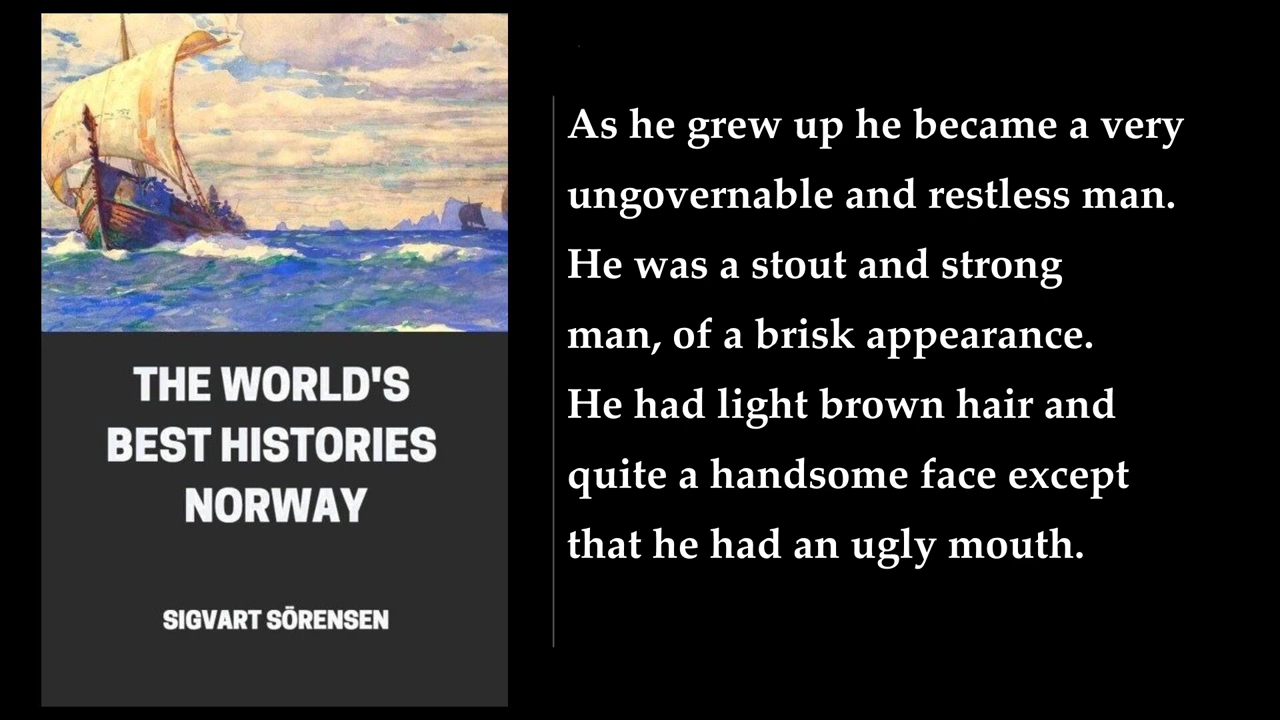 THE WORLD'S
BEST HISTORIES
NORWAY
SIGVART SÖRENSEN
As he grew up he became a very
ungovernable and restless man.
He was a stout and strong
man, of a brisk appearance.
He had light brown hair and
quite a handsome face except
that he had an ugly mouth.